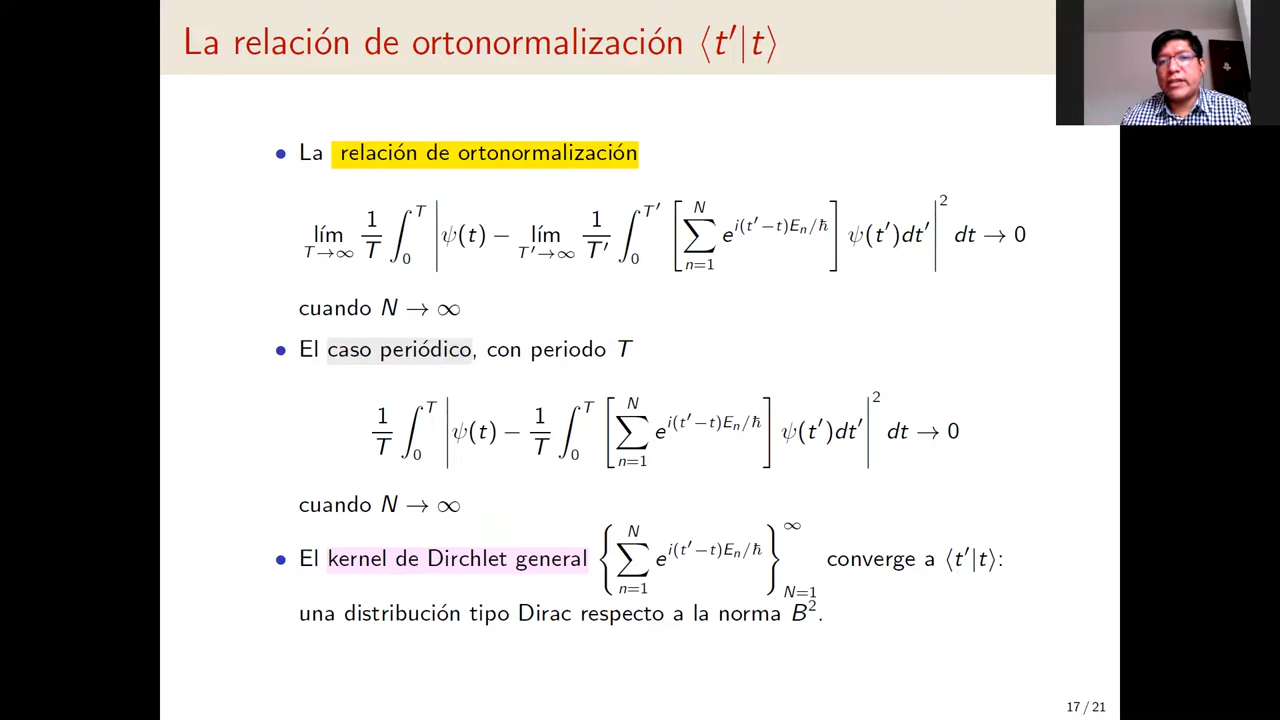 La relación de ortonormalización ⟨t′|t⟩
• La relación de ortonormalización
lím_{T→∞} 1/T ∫_0^T |ψ(t) − lím_{T′→∞} 1/T′ ∫_0^{T′} [∑_{n=1}^N e^{i(t′−t)E_n/ℏ}] ψ(t′)dt′|^2 dt → 0
cuando N → ∞
• El caso periódico, con periodo T
1/T ∫_0^T |ψ(t) − 1/T ∫_0^T [∑_{n=1}^N e^{i(t′−t)E_n/ℏ}] ψ(t′)dt′|^2 dt → 0
cuando N → ∞
• El kernel de Dirchlet general {∑_{n=1}^N e^{i(t′−t)E_n/ℏ}}_{N=1}^∞ converge a ⟨t′|t⟩:
una distribución tipo Dirac respecto a la norma B^2.
17 / 21